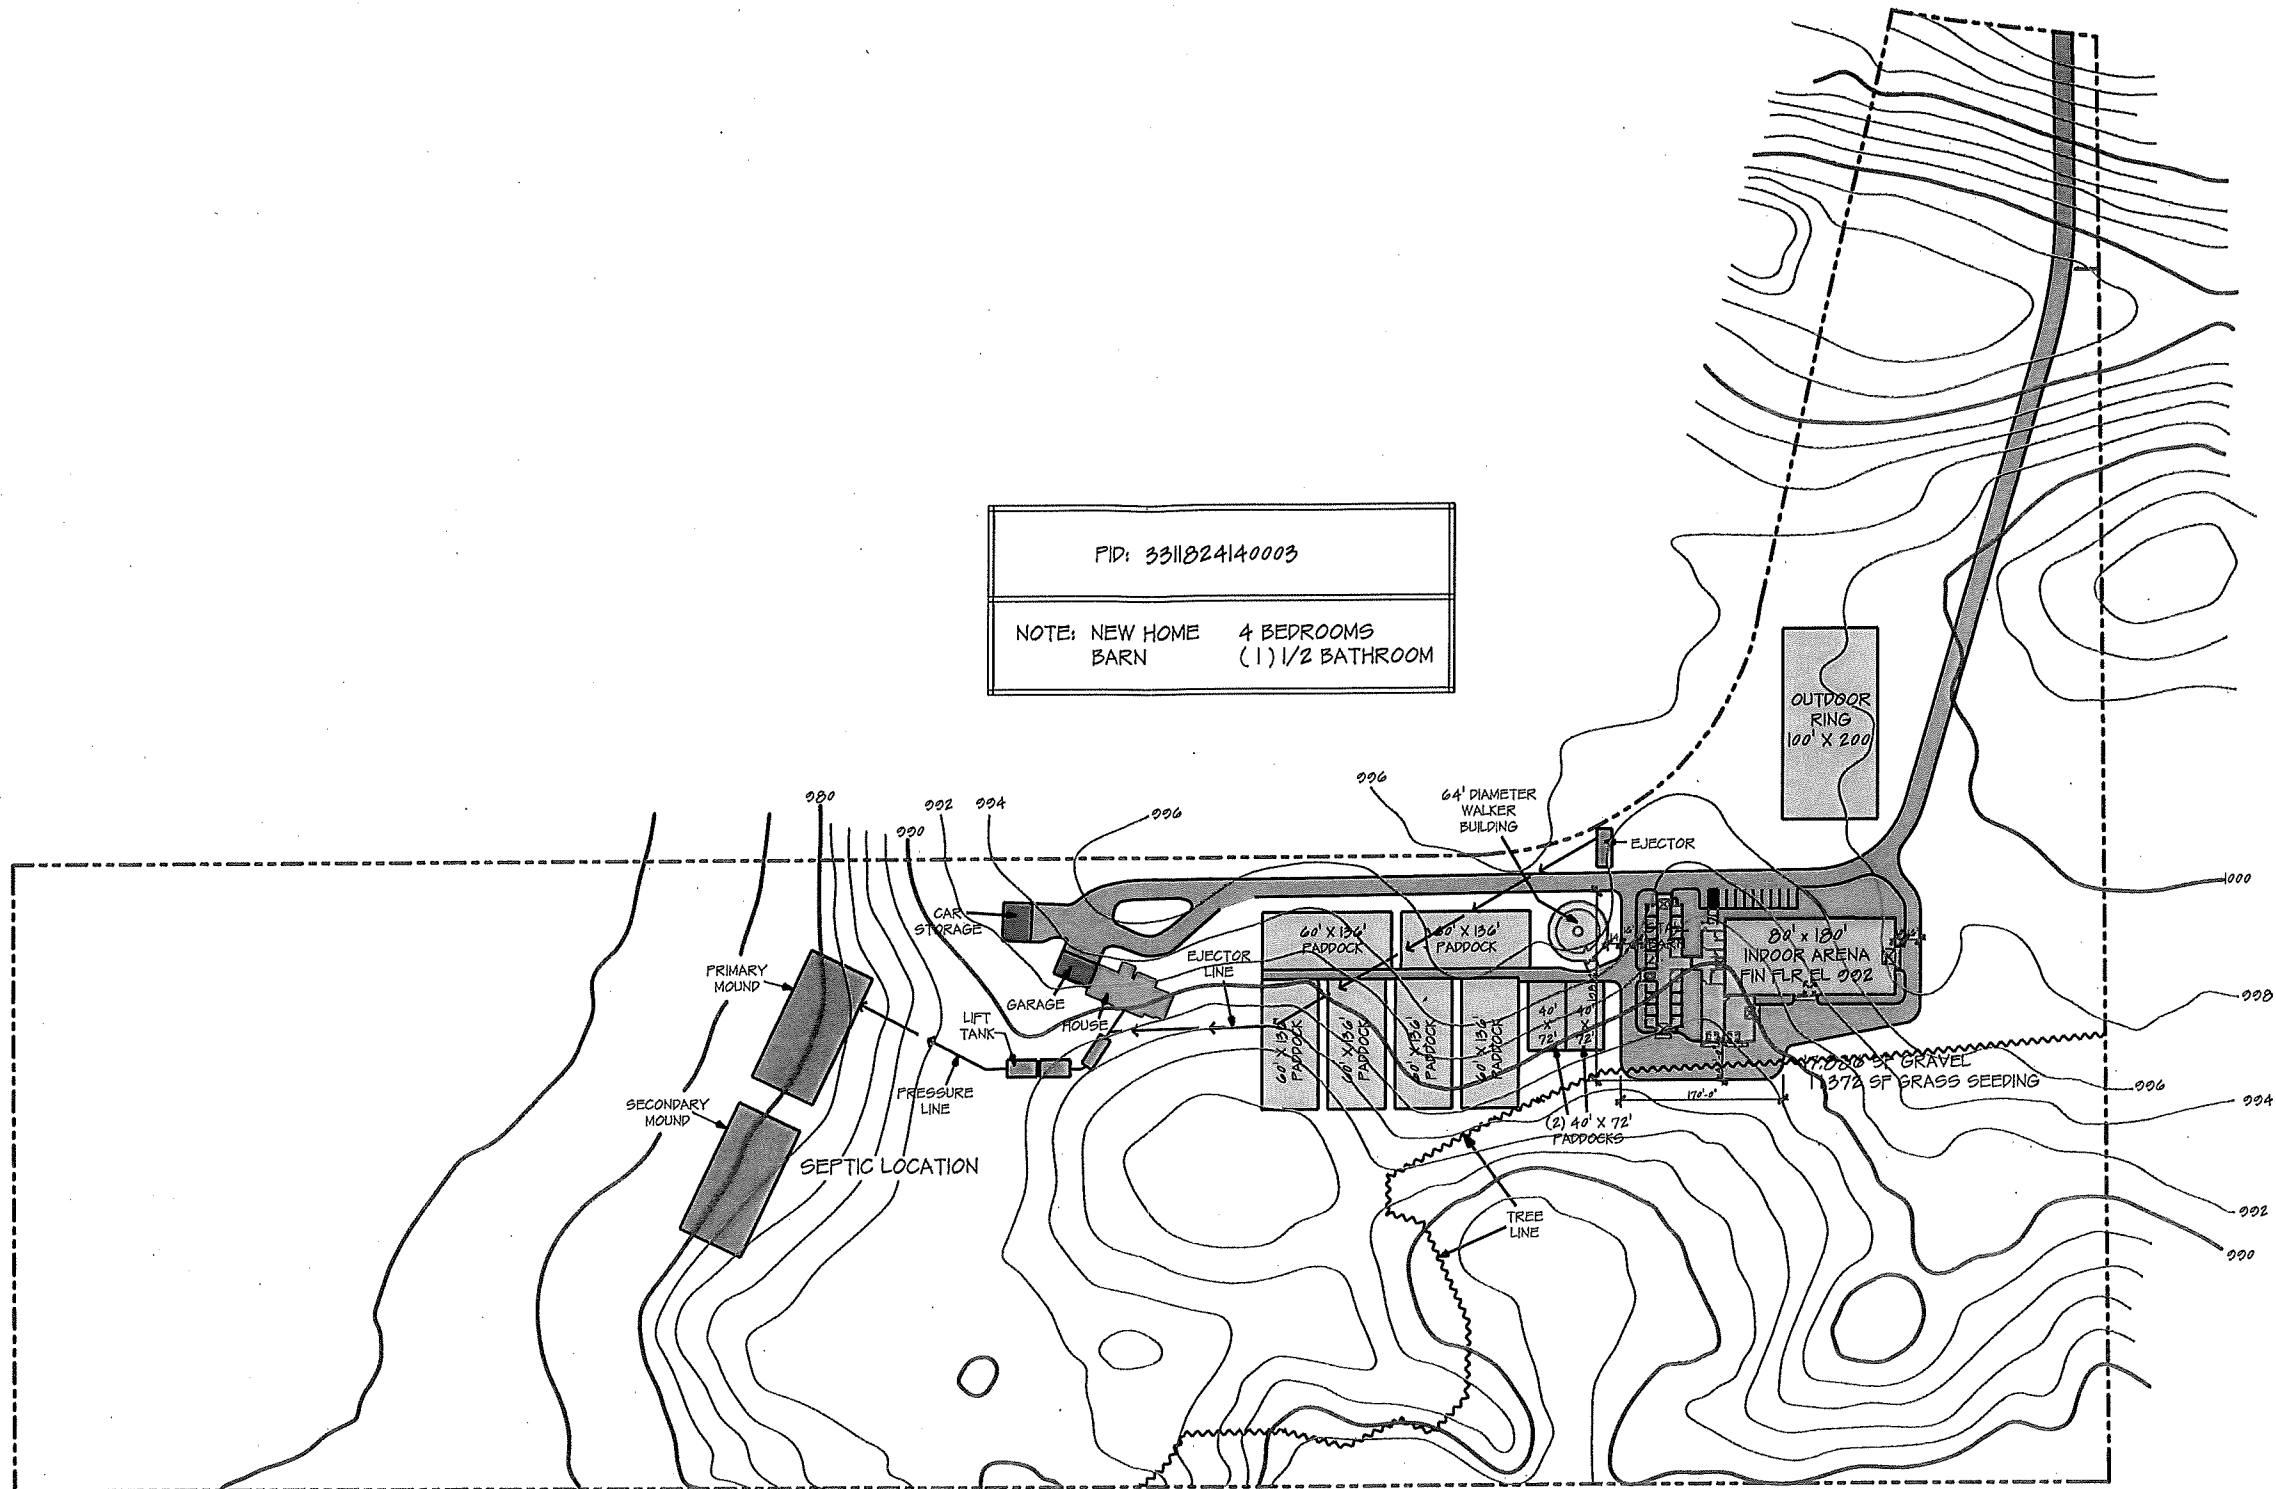 PID: 3311824140003
NOTE: NEW HOME 4 BEDROOMS
BARN (1) 1/2 BATHROOM
OUTDOOR
RING
100' X 200'
996
64' DIAMETER
WALKER
BUILDING
EJECTOR
980
992
994
990
996
1000
CAR
STORAGE
60' X 136'
PADDOCK
60' X 136'
PADDOCK
80' x 180'
INDOOR ARENA
FIN FLR EL 992
PRIMARY
MOUND
EJECTOR
LINE
GARAGE
HOUSE
LIFT
TANK
998
60' X 136'
PADDOCK
60' X 136'
PADDOCK
60' X 136'
PADDOCK
60' X 136'
PADDOCK
40'
X
72'
40'
X
72'
PRESSURE
LINE
SF GRAVEL
372 SF GRASS SEEDING
996
994
170'-0"
SECONDARY
MOUND
(2) 40' X 72'
PADDOCKS
SEPTIC LOCATION
TREE
LINE
992
990